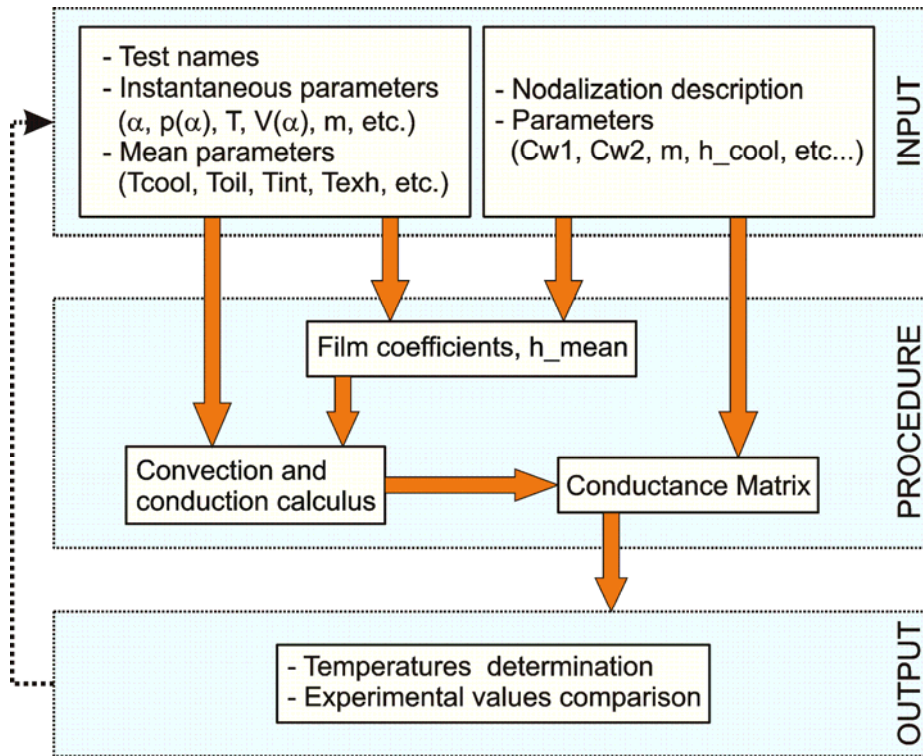 - Test names
- Instantaneous parameters
(α, p(α), T, V(α), m, etc.)
- Mean parameters
(Tcool, Toil, Tint, Texh, etc.)
- Nodalization description
- Parameters
(Cw1, Cw2, m, h_cool, etc...)
INPUT
Film coefficients, h_mean
Convection and
conduction calculus
Conductance Matrix
PROCEDURE
- Temperatures determination
- Experimental values comparison
OUTPUT